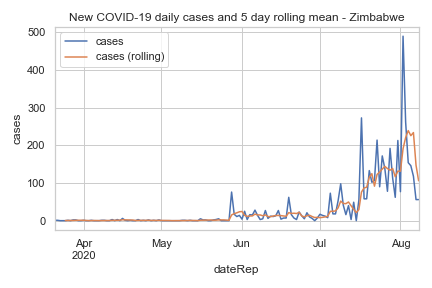 New COVID-19 daily cases and 5 day rolling mean - Zimbabwe
500
400
300
200
100
0
cases
cases
cases (rolling)
Apr
2020
May
Jun
Jul
Aug
dateRep